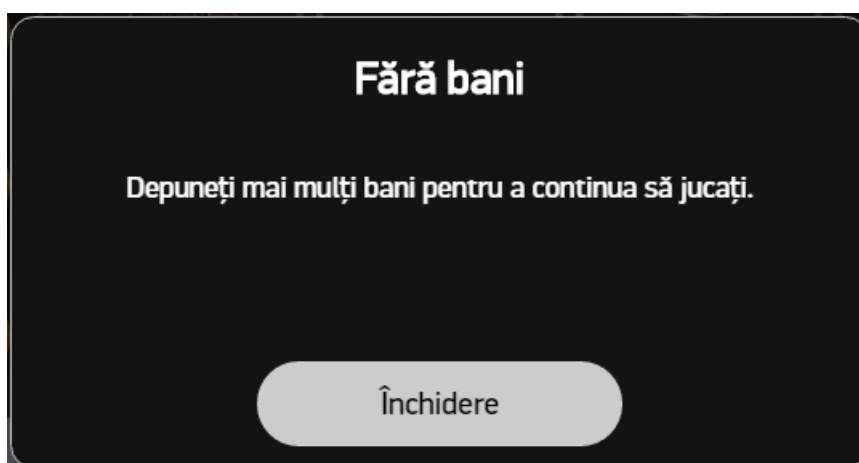 Fără bani
Depuneți mai mulți bani pentru a continua să jucați.
Închidere